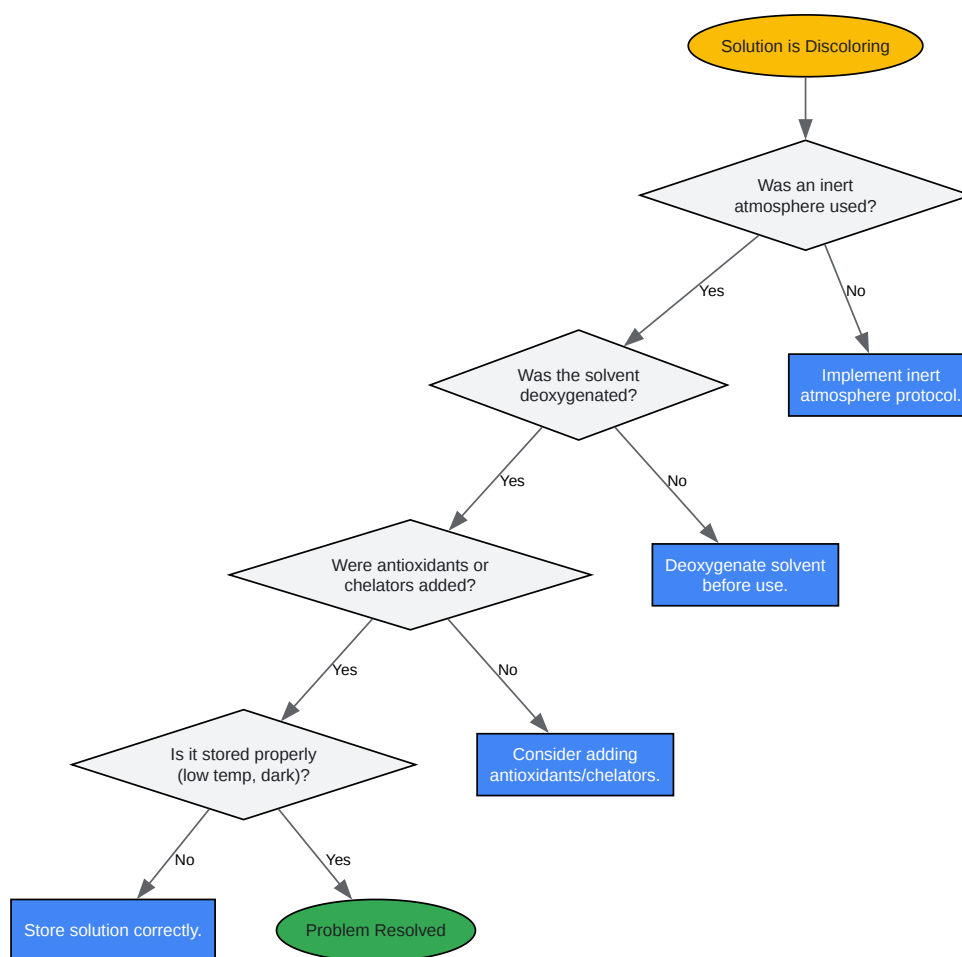 Solution is Discoloring
Was an inert
atmosphere used?
Yes
No
Was the solvent
deoxygenated?
Implement inert
atmosphere protocol.
Yes
No
Were antioxidants or
chelators added?
Deoxygenate solvent
before use.
Yes
No
Is it stored properly
(low temp, dark)?
Consider adding
antioxidants/chelators.
No
Yes
Store solution correctly.
Problem Resolved